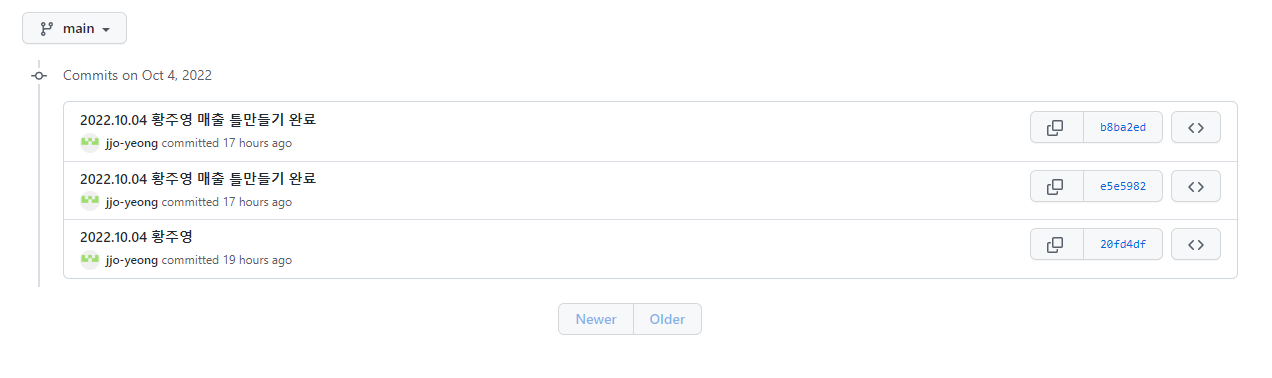 main
Commits on Oct 4, 2022
2022.10.04 황주영 매출 틀만들기 완료
jjo-yeong committed 17 hours ago
b8ba2ed
2022.10.04 황주영 매출 틀만들기 완료
jjo-yeong committed 17 hours ago
e5e5982
2022.10.04 황주영
jjo-yeong committed 19 hours ago
20fd4df
Newer Older